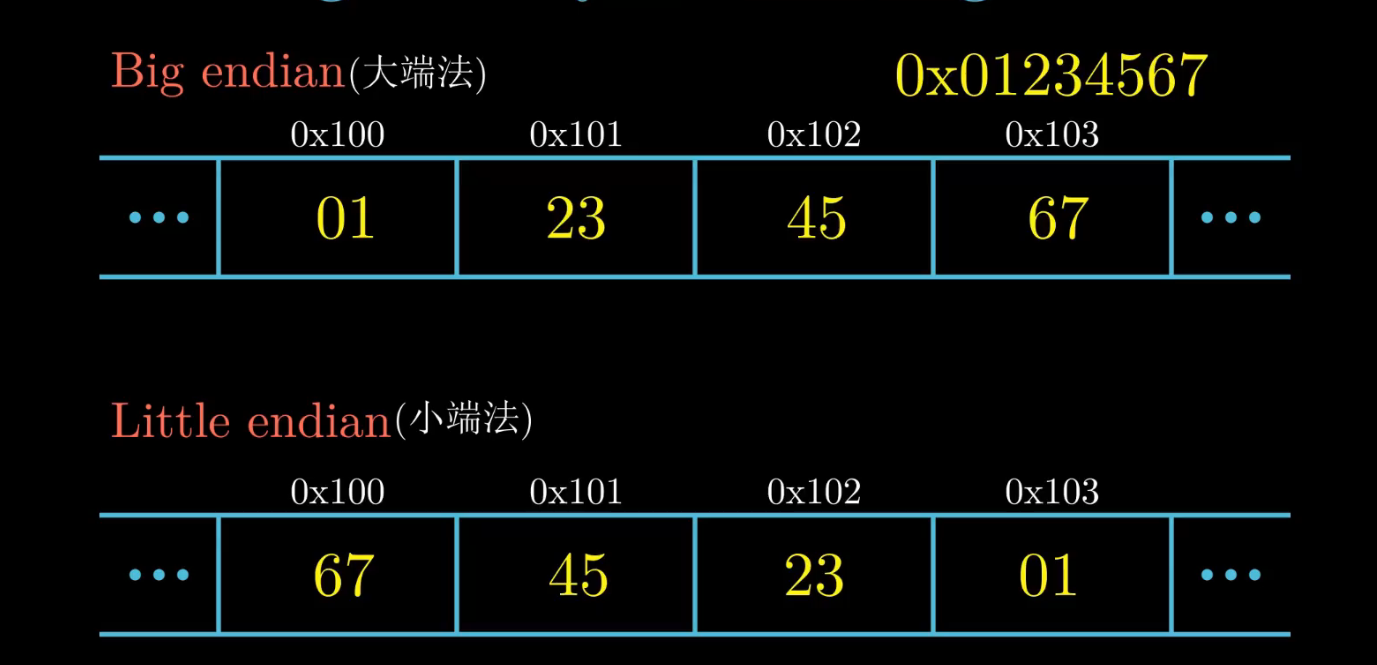 Big endian(大端法) 0x01234567
0x100 0x101 0x102 0x103
... 01 23 45 67 ...
Little endian(小端法)
0x100 0x101 0x102 0x103
... 67 45 23 01 ...